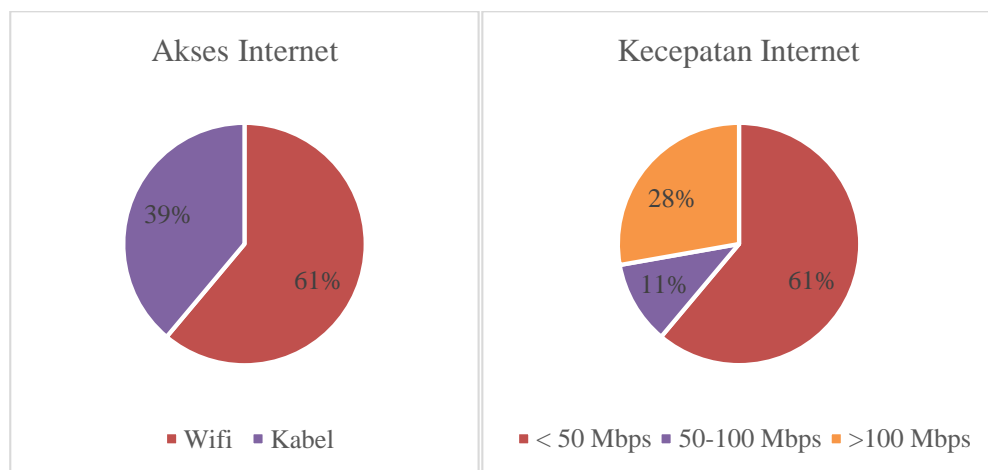 Akses Internet
39%
61%
Wifi Kabel
Kecepatan Internet
28%
11%
61%
< 50 Mbps 50-100 Mbps >100 Mbps